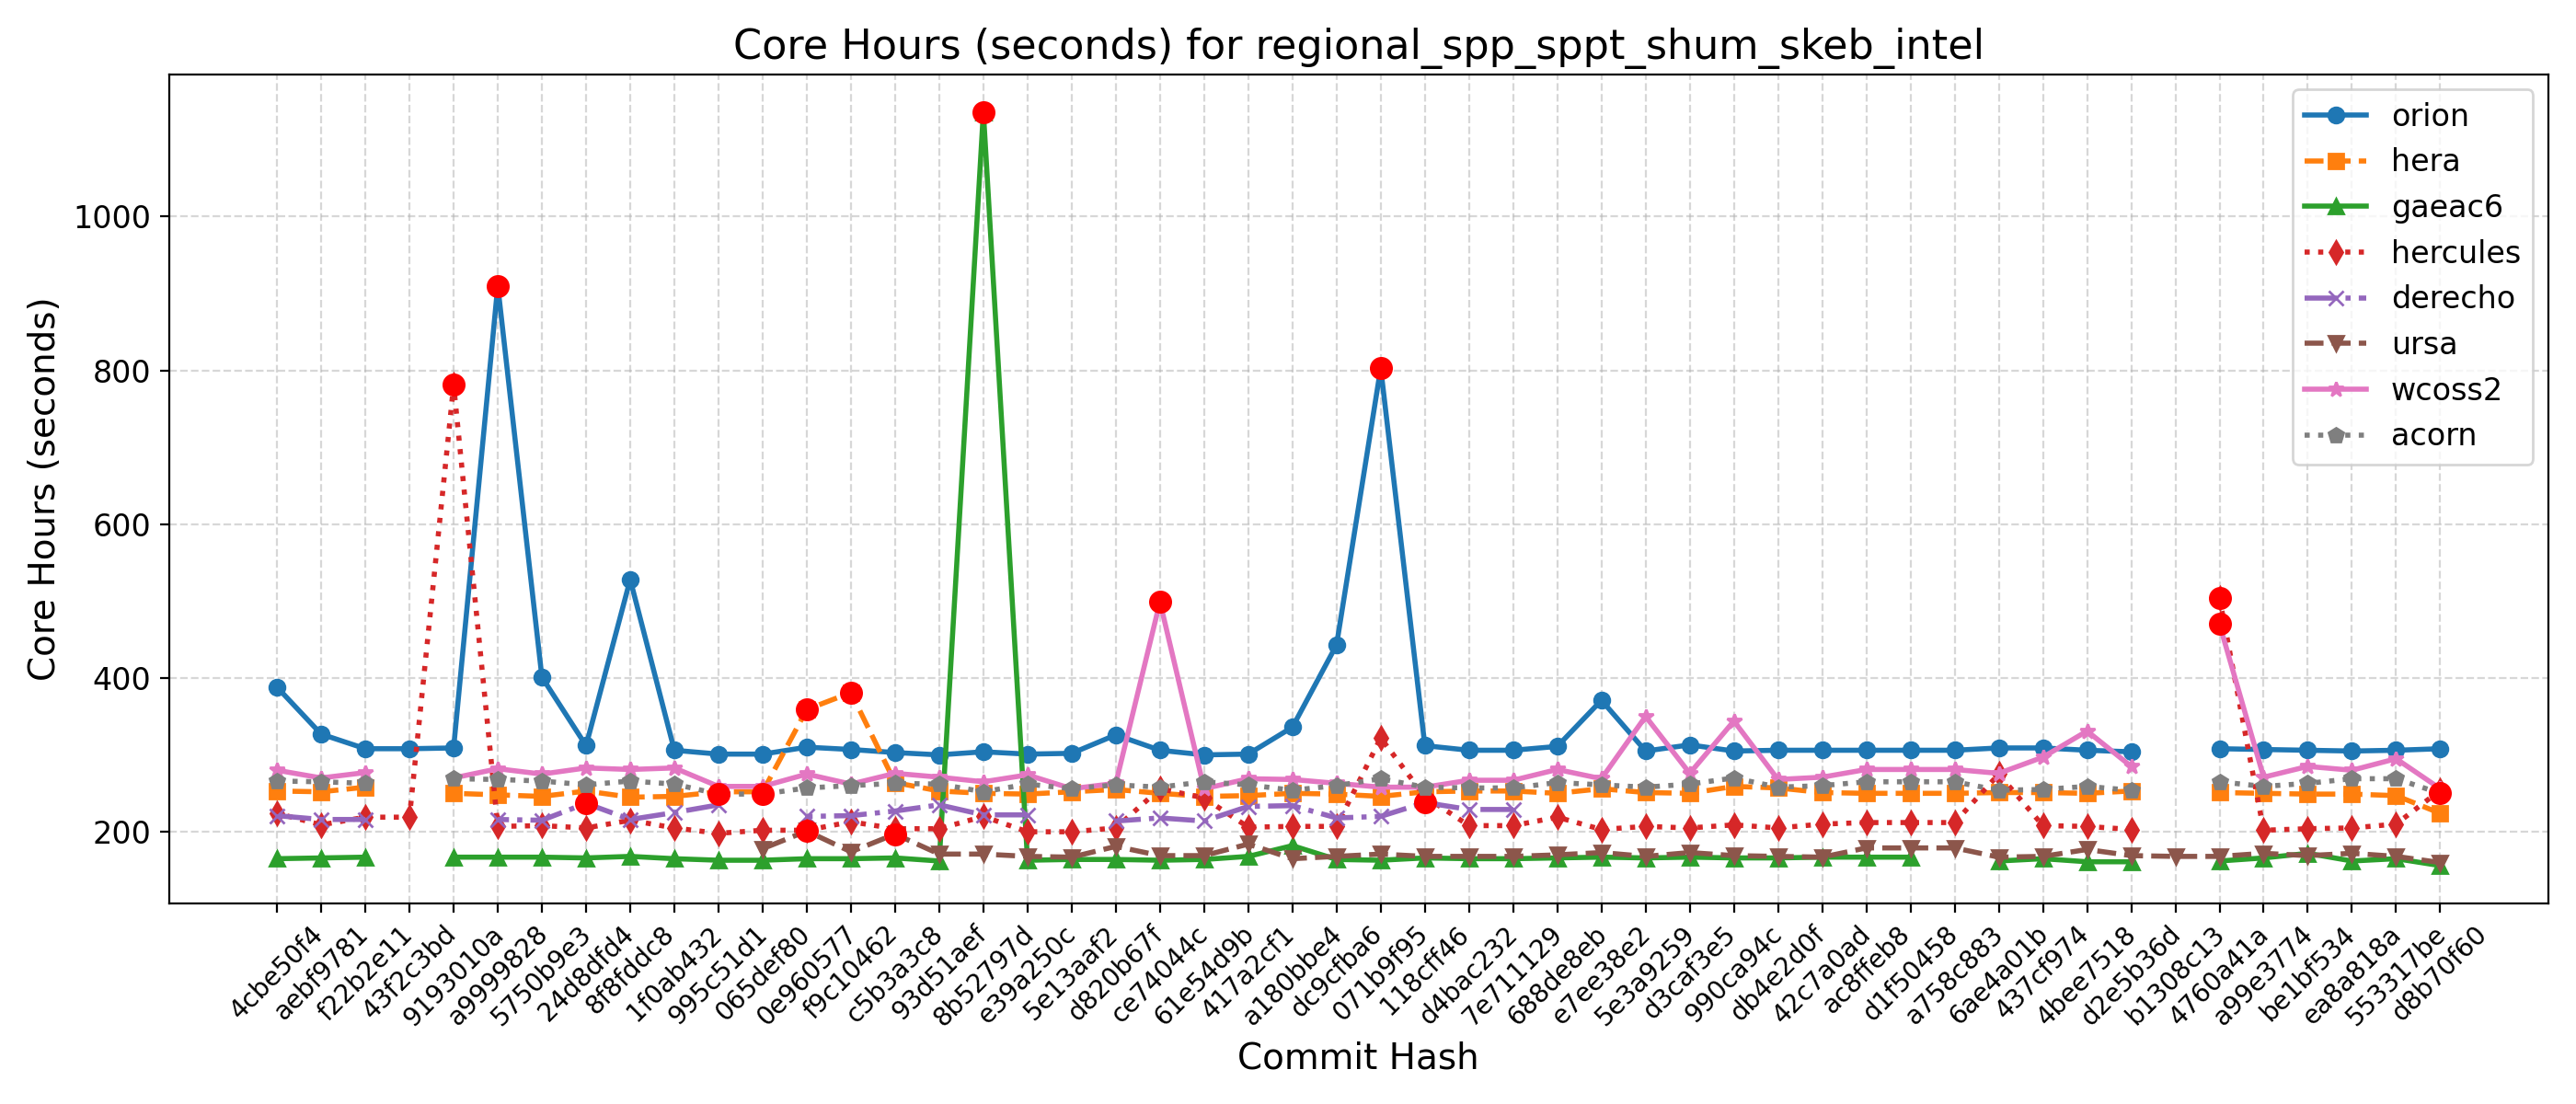 Core Hours (seconds) for regional_spp_sppt_shum_skeb_intel
Core Hours (seconds)
1000
800
600
400
200
orion
hera
gaeac6
hercules
derecho
ursa
wcoss2
acorn
4cbe50f4
aebf9781
f22b2e11
43f2c3bd
9193010a
a9999828
5750b9e3
24d8dfd4
8f8fddc8
1f0ab432
995c51d1
065def80
0e960577
f9c10462
c5b3a3c8
93d51aef
8b52797d
e39a250c
5e13aaf2
d820b67f
ce74044c
61e54d9b
417a2cf1
a180bbe4
dc9cfba6
071b9f95
118cff46
d4bac232
7e711129
688de8eb
e7ee38e2
5e3a9259
d3caf3e5
990ca94c
db4e2d0f
42c7a0ad
ac8ffeb8
d1f50458
a758c883
6ae4a01b
437cf974
4bee7518
d2e5b36d
b1308c13
4760a41a
a99e3774
be1bf534
ea8a818a
553317be
d8b70f60
Commit Hash